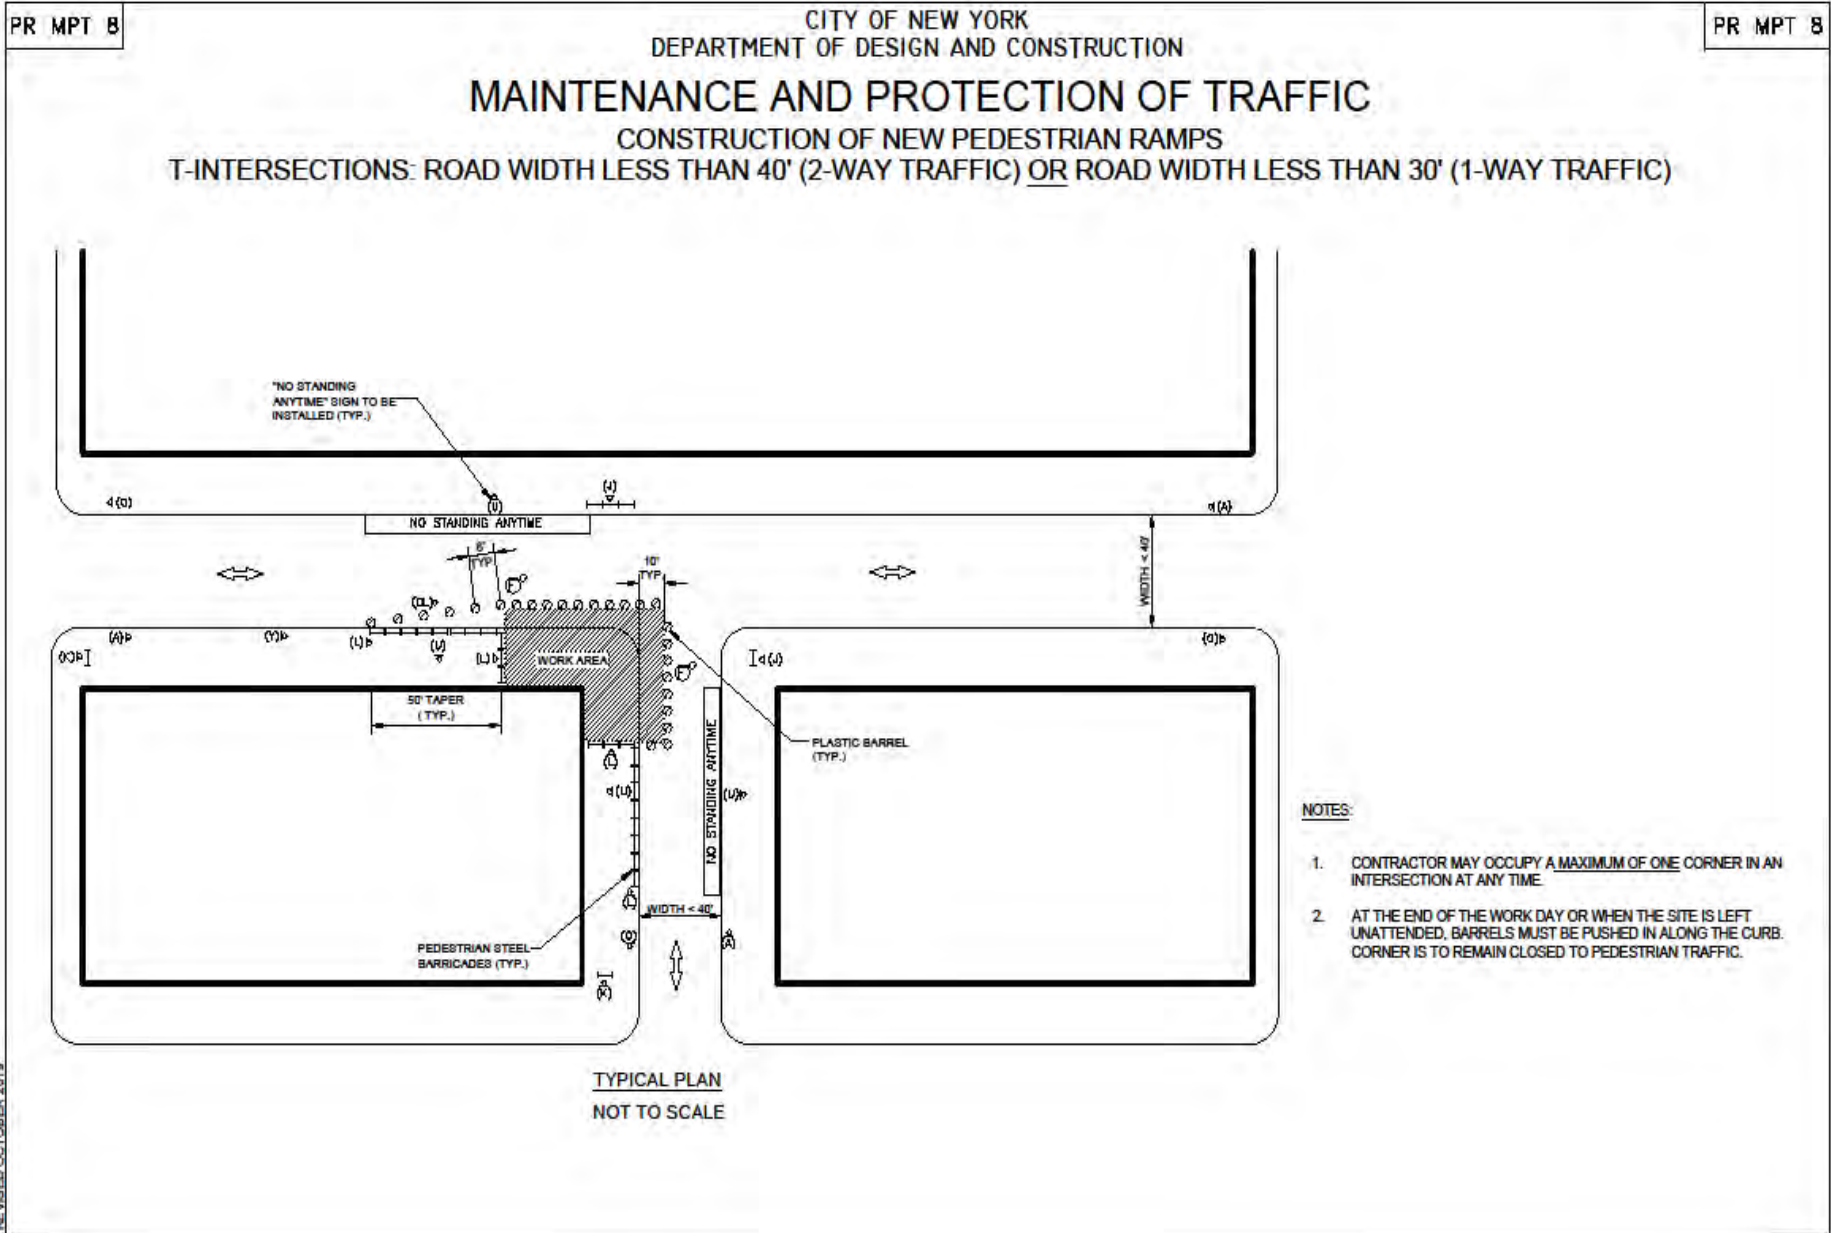 PR MPT 8
CITY OF NEW YORK
PR MPT 8
DEPARTMENT OF DESIGN AND CONSTRUCTION
MAINTENANCE AND PROTECTION OF TRAFFIC
CONSTRUCTION OF NEW PEDESTRIAN RAMPS
T-INTERSECTIONS: ROAD WIDTH LESS THAN 40' (2-WAY TRAFFIC) OR ROAD WIDTH LESS THAN 30' (1-WAY TRAFFIC)
"NO STANDING
ANYTIME" SIGN TO BE
INSTALLED (TYP.)
(J)
(U)
(O)
(A)
NO STANDING ANYTIME
6'
TYP
10'
TYP
WIDTH < 40'
F
(A)
(Y)
(L)
(U)
(L)
WORK AREA
F
(J)
(O)
(K)
50' TAPER
(TYP.)
NO STANDING ANYTIME
PLASTIC BARREL
(TYP.)
(L)
(U)
(U)
WIDTH < 40'
(O)
(A)
PEDESTRIAN STEEL
BARRICADES (TYP.)
(K)
NOTES:
1. CONTRACTOR MAY OCCUPY A MAXIMUM OF ONE CORNER IN AN
INTERSECTION AT ANY TIME.
2. AT THE END OF THE WORK DAY OR WHEN THE SITE IS LEFT
UNATTENDED, BARRELS MUST BE PUSHED IN ALONG THE CURB.
CORNER IS TO REMAIN CLOSED TO PEDESTRIAN TRAFFIC.
TYPICAL PLAN
NOT TO SCALE